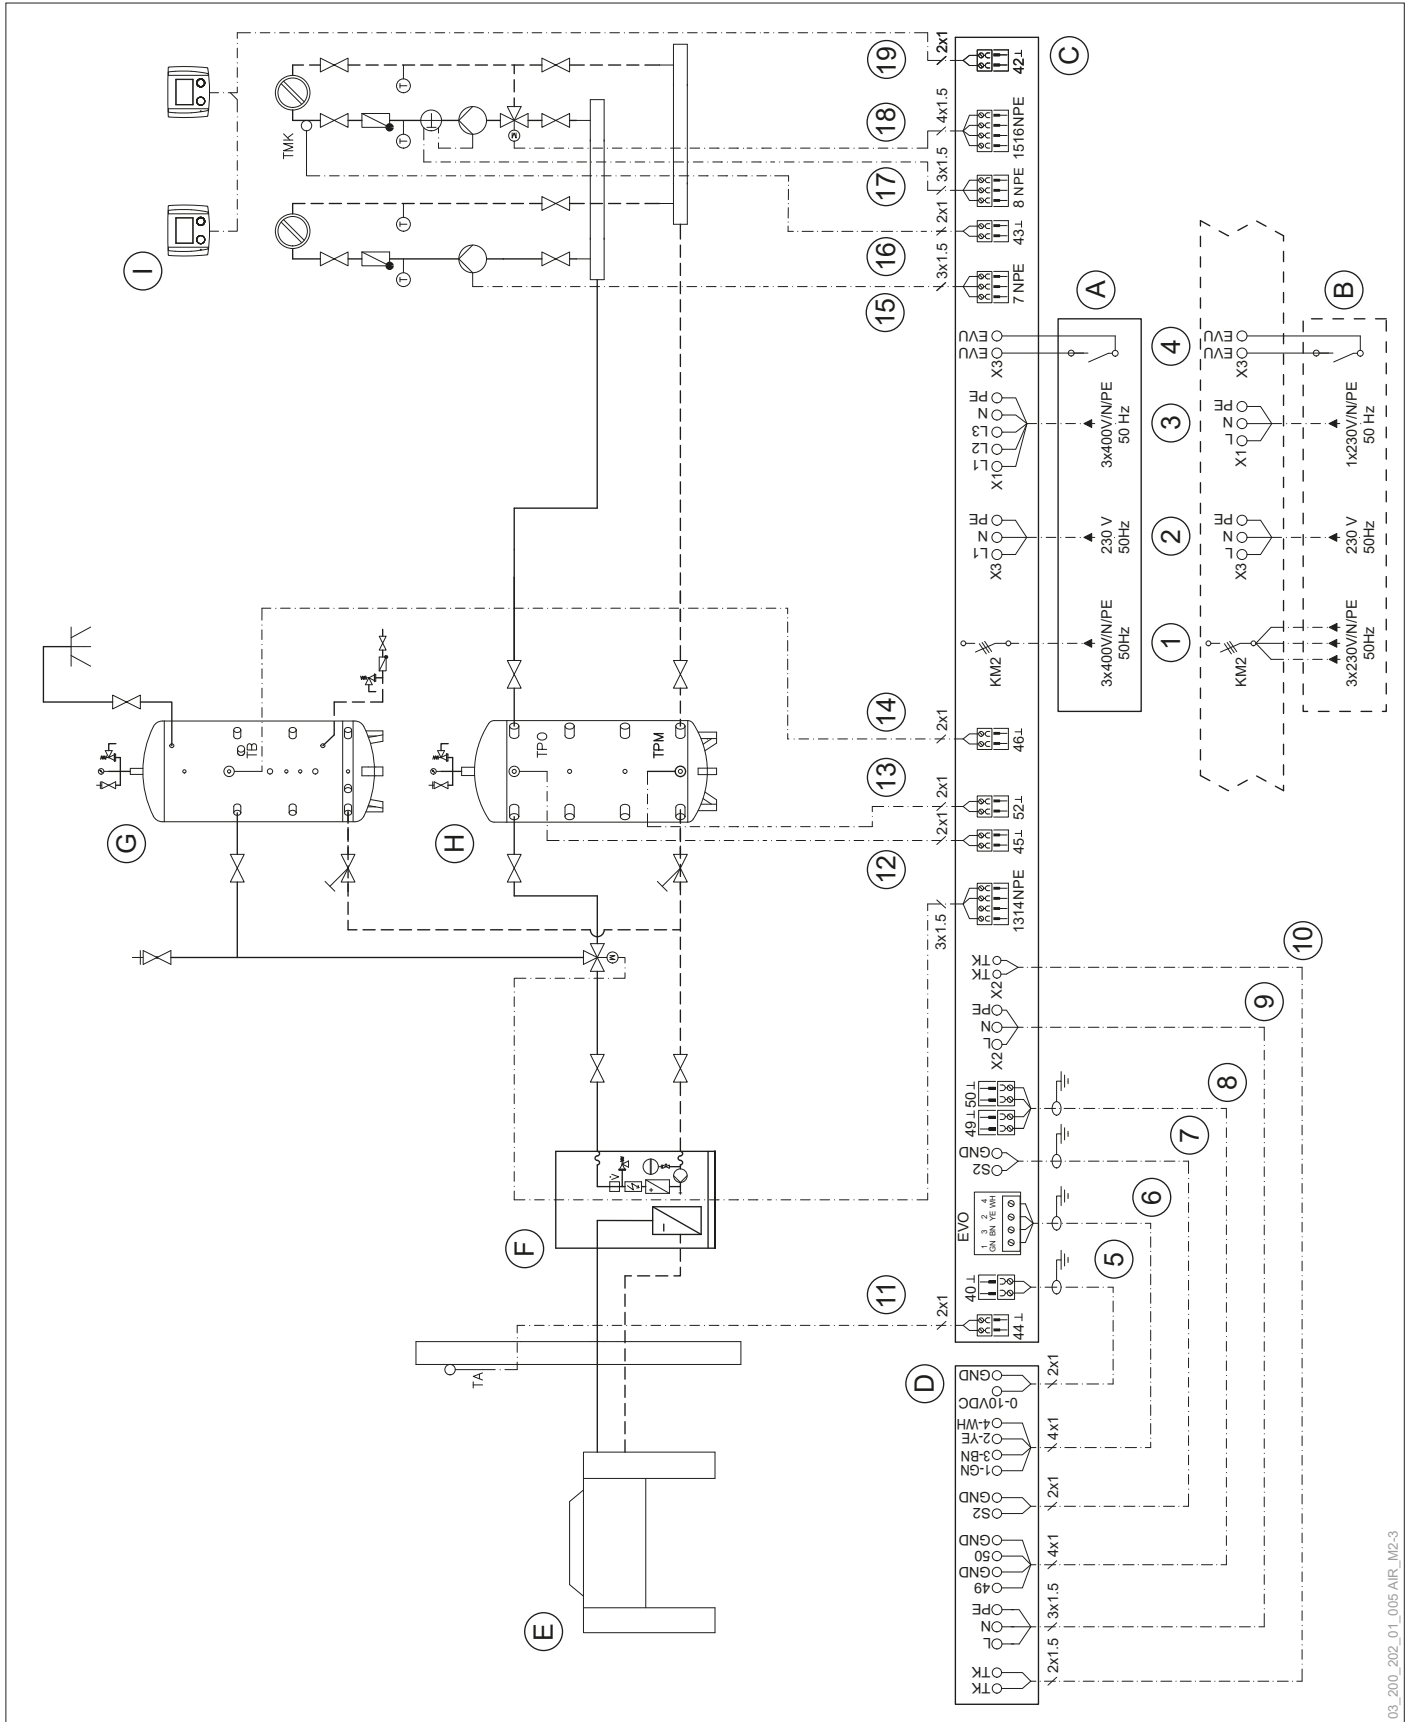 I
TMK
T
T
T
T
M
19
2x1
42⊥
C
18
4x1.5
1516NPE
17
3x1.5
8 NPE
16
2x1
43⊥
15
3x1.5
7 NPE
EVU
EVU
X3
PE
N
L3
L2
L1
X1
PE
N
L1
X3
KM2
A
3x400V/N/PE
50 Hz
230 V
50Hz
3x400V/N/PE
50Hz
4
3
2
1
EVU
EVU
X3
PE
N
L
X1
PE
N
L
X3
KM2
B
1x230V/N/PE
50 Hz
230 V
50Hz
3x230V/N/PE
50Hz
G
TB
H
TPO
TPM
14
2x1
46⊥
13
2x1
52⊥
12
2x1
45⊥
3x1.5
1314NPE
M
TK
TK
X2
PE
N
L
X2
50⊥
49⊥
GND
S2
EVO
1 3 2 4
GN BN YE WH
40⊥
44⊥
10
9
8
7
6
5
F
V
11
2x1
TA
E
D
GND
0-10VDC
2x1
4-WH
2-YE
3-BN
1-GN
4x1
GND
S2
2x1
GND
50
GND
49
4x1
PE
N
L
3x1.5
TK
TK
2x1.5
03_200_202_01_005 AIR_M2-3